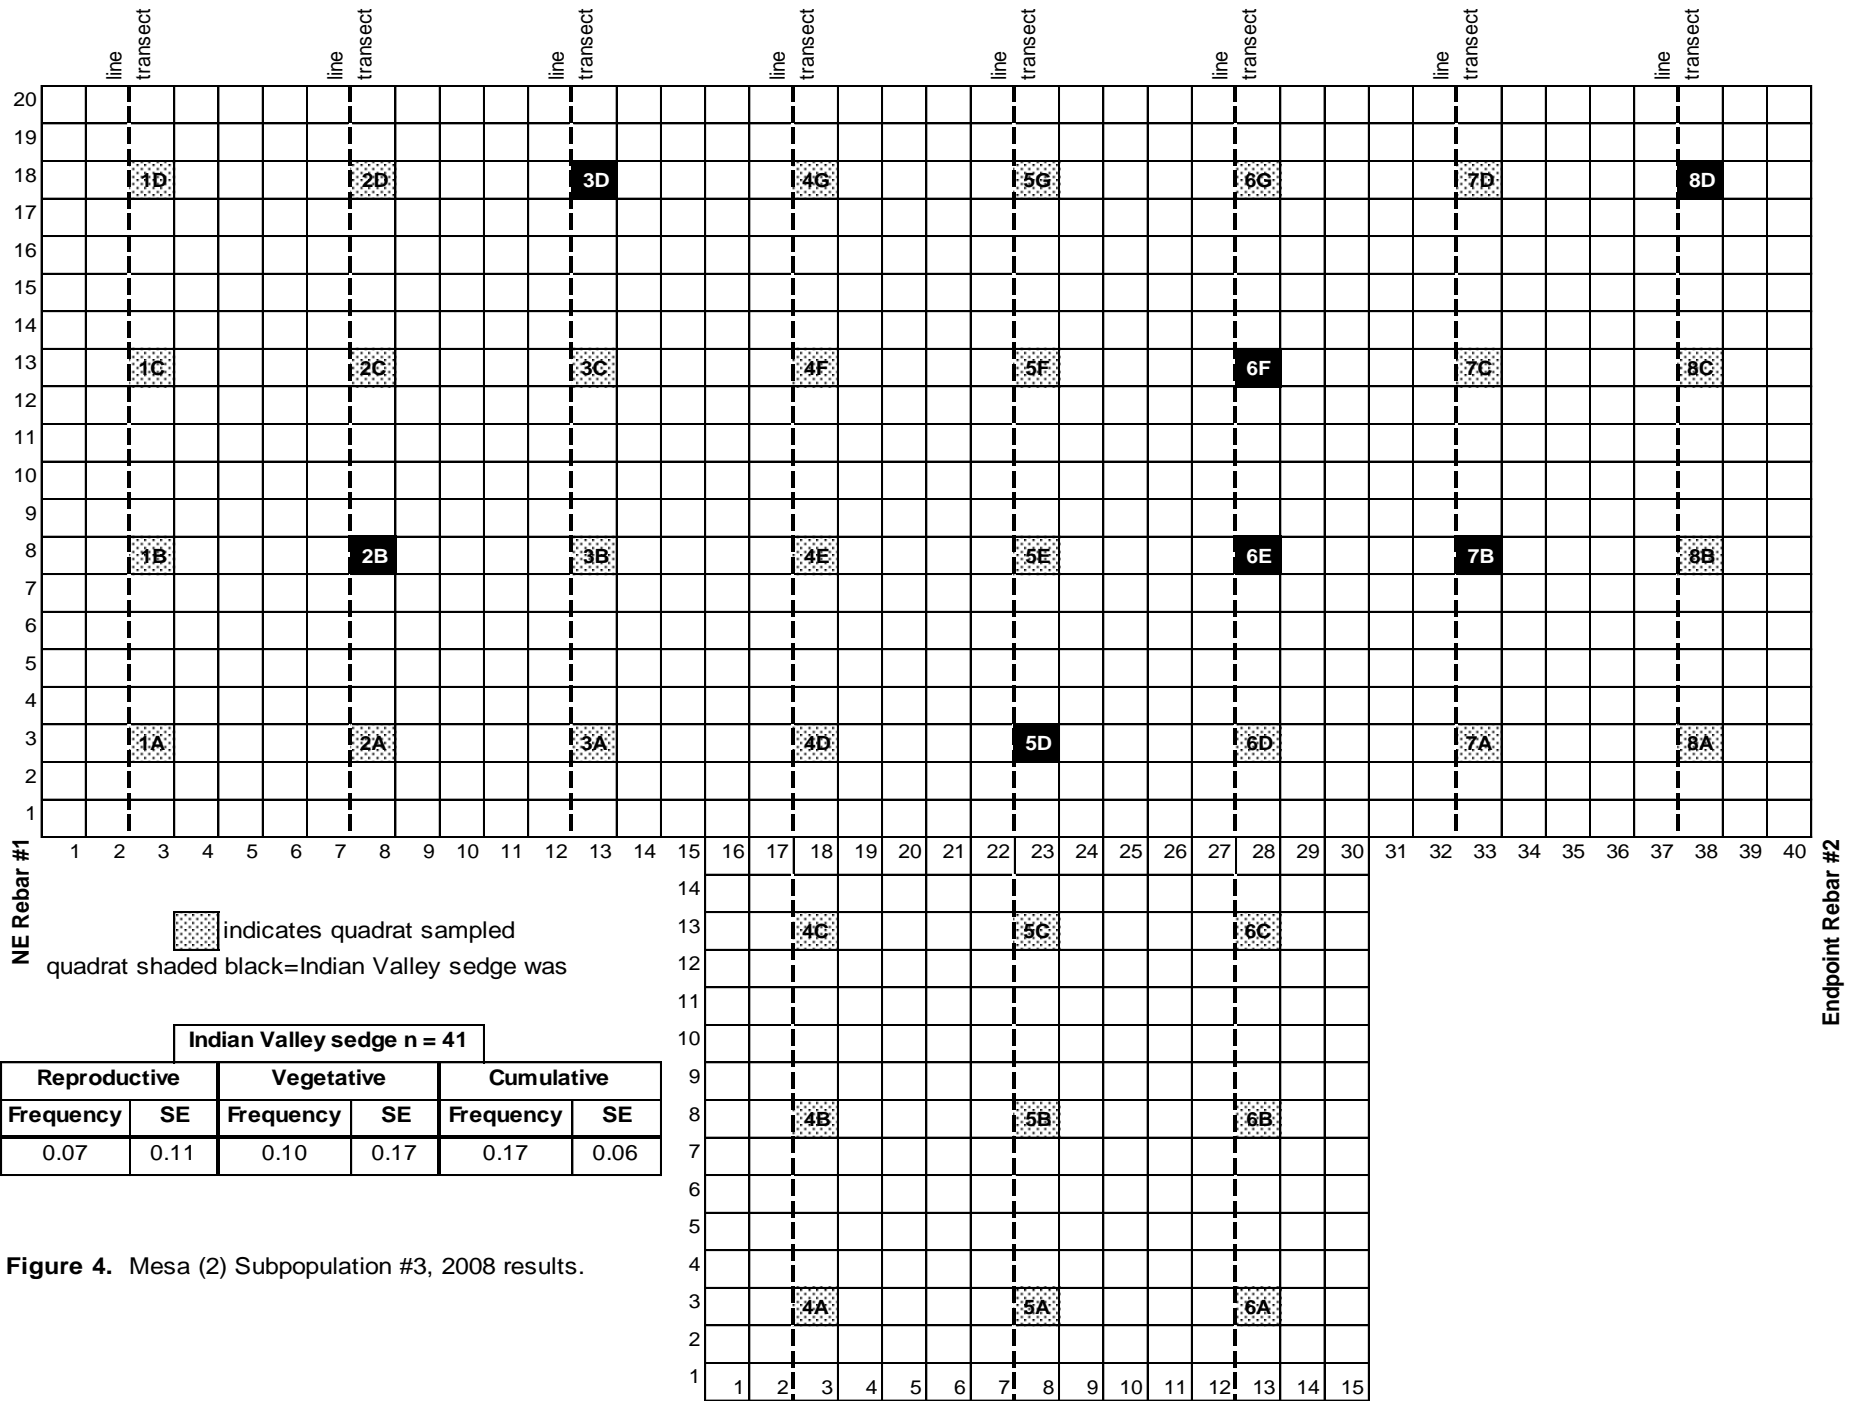 line transect line transect line transect line transect line transect line transect line transect line transect
20
19
18 1D 2D 3D 4G 5G 6G 7D 8D
17
16
15
14
13 1C 2C 3C 4F 5F 6F 7C 8C
12
11
10
9
8 1B 2B 3B 4E 5E 6E 7B 8B
7
6
5
4
3 1A 2A 3A 4D 5D 6D 7A 8A
2
1
NE Rebar #1
1 2 3 4 5 6 7 8 9 10 11 12 13 14 15 16 17 18 19 20 21 22 23 24 25 26 27 28 29 30 31 32 33 34 35 36 37 38 39 40
Endpoint Rebar #2
14
13 4C 5C 6C
12
11
10
9
8 4B 5B 6B
7
6
5
4
3 4A 5A 6A
2
1
1 2 3 4 5 6 7 8 9 10 11 12 13 14 15
indicates quadrat sampled
quadrat shaded black=Indian Valley sedge was
Indian Valley sedge n = 41
Reproductive Vegetative Cumulative
Frequency SE Frequency SE Frequency SE
0.07 0.11 0.10 0.17 0.17 0.06
Figure 4. Mesa (2) Subpopulation #3, 2008 results.